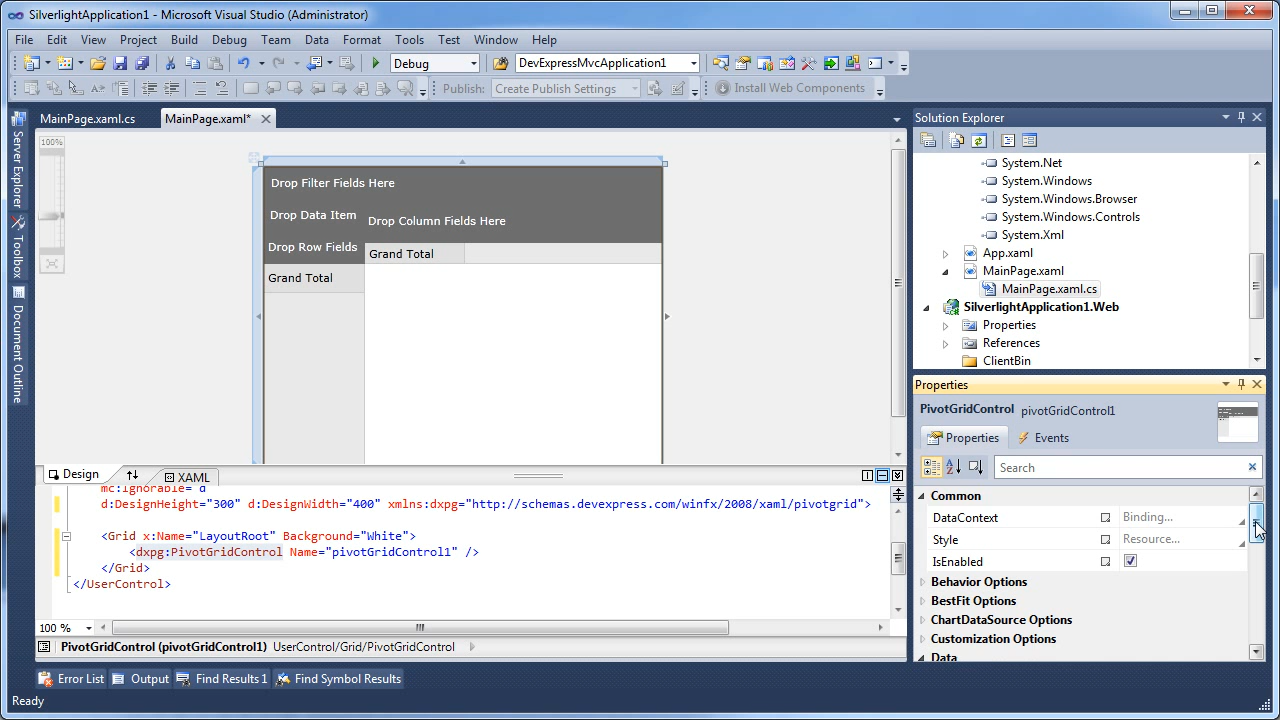 SilverlightApplication1 - Microsoft Visual Studio (Administrator)
File Edit View Project Build Debug Team Data Format Tools Test Window Help
Debug DevExpressMvcApplication1
Publish: Create Publish Settings Install Web Components
Server Explorer
Toolbox
Document Outline
MainPage.xaml.cs MainPage.xaml*
100%
Drop Filter Fields Here
Drop Data Item
Drop Column Fields Here
Drop Row Fields
Grand Total
Grand Total
Design XAML
mc:Ignorable="d"
d:DesignHeight="300" d:DesignWidth="400" xmlns:dxpg="http://schemas.devexpress.com/winfx/2008/xaml/pivotgrid">
<Grid x:Name="LayoutRoot" Background="White">
<dxpg:PivotGridControl Name="pivotGridControl1" />
</Grid>
</UserControl>
100 %
PivotGridControl (pivotGridControl1) UserControl/Grid/PivotGridControl
Solution Explorer
System.Net
System.Windows
System.Windows.Browser
System.Windows.Controls
System.Xml
App.xaml
MainPage.xaml
MainPage.xaml.cs
SilverlightApplication1.Web
Properties
References
ClientBin
Properties
PivotGridControl pivotGridControl1
Properties Events
Search
Common
DataContext Binding...
Style Resource...
IsEnabled
Behavior Options
BestFit Options
ChartDataSource Options
Customization Options
Data
Error List Output Find Results 1 Find Symbol Results
Ready